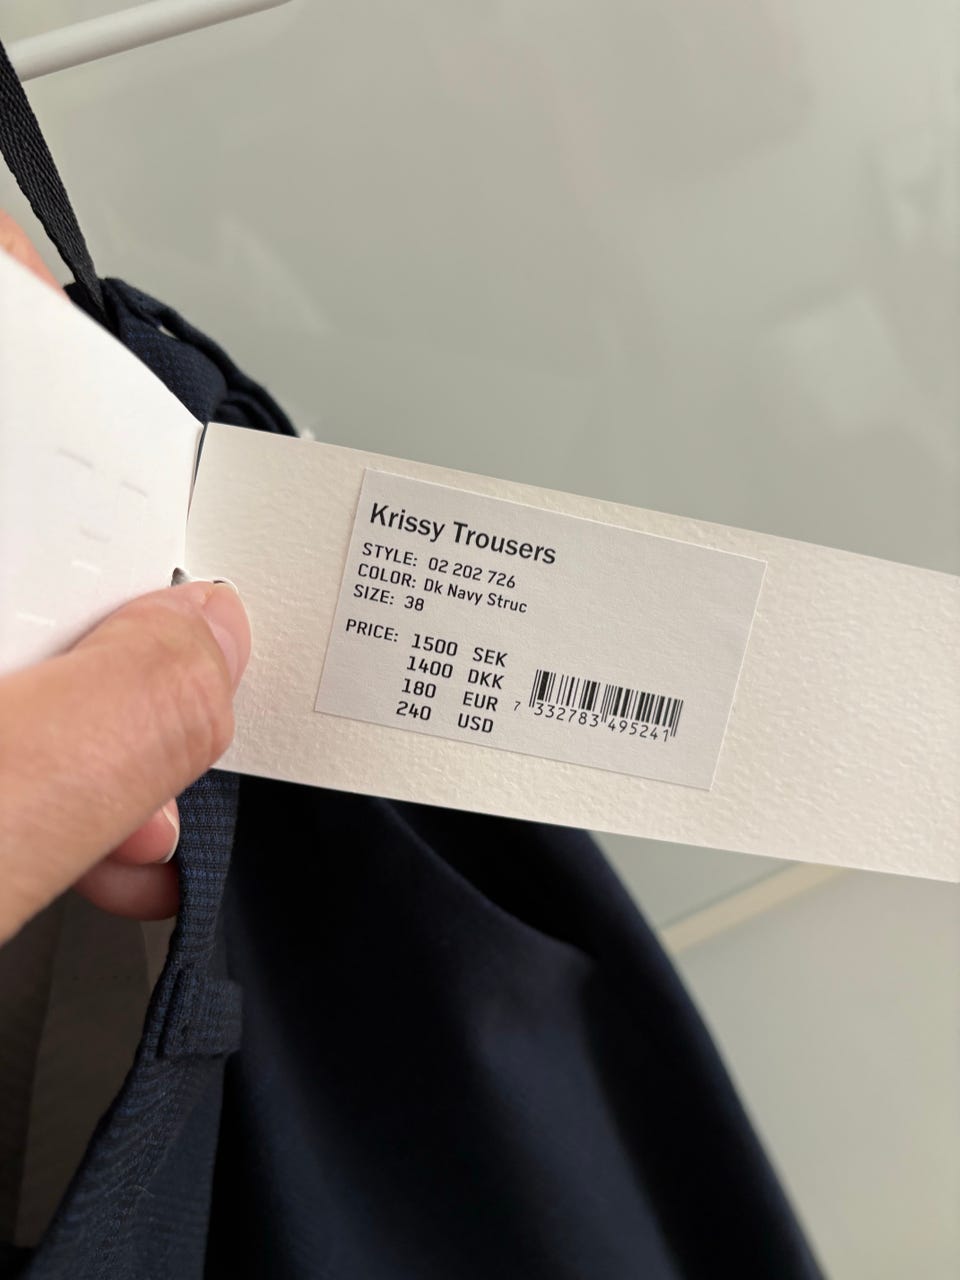 Krissy Trousers
STYLE: 02 202 726
COLOR: Dk Navy Struc
SIZE: 38
PRICE: 1500 SEK
1400 DKK
180 EUR
240 USD
7 332783 495241